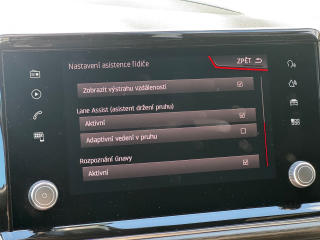 Nastavení asistence řidiče
ZPĚT
Zobrazit výstrahu vzdálenosti
Lane Assist (asistent držení pruhu)
Aktivní
Adaptivní vedení v pruhu
Rozpoznání únavy
Aktivní